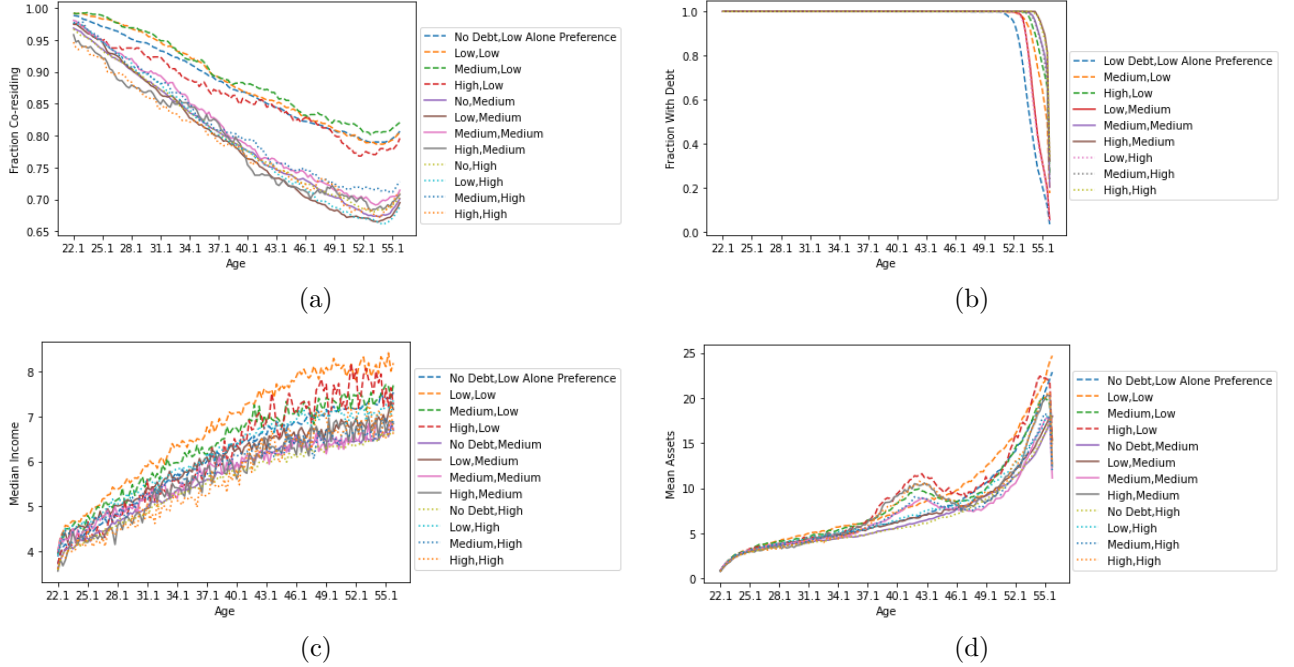 Fraction Co-residing
1.00
0.95
0.90
0.85
0.80
0.75
0.70
0.65
22.1 25.1 28.1 31.1 34.1 37.1 40.1 43.1 46.1 49.1 52.1 55.1
Age
No Debt,Low Alone Preference
Low,Low
Medium,Low
High,Low
No,Medium
Low,Medium
Medium,Medium
High,Medium
No,High
Low,High
Medium,High
High,High
(a)
Fraction With Debt
1.0
0.8
0.6
0.4
0.2
0.0
22.1 25.1 28.1 31.1 34.1 37.1 40.1 43.1 46.1 49.1 52.1 55.1
Age
Low Debt,Low Alone Preference
Medium,Low
High,Low
Low,Medium
Medium,Medium
High,Medium
Low,High
Medium,High
High,High
(b)
Median Income
8
7
6
5
4
22.1 25.1 28.1 31.1 34.1 37.1 40.1 43.1 46.1 49.1 52.1 55.1
Age
No Debt,Low Alone Preference
Low,Low
Medium,Low
High,Low
No Debt,Medium
Low,Medium
Medium,Medium
High,Medium
No Debt,High
Low,High
Medium,High
High,High
(c)
Mean Assets
25
20
15
10
5
0
22.1 25.1 28.1 31.1 34.1 37.1 40.1 43.1 46.1 49.1 52.1 55.1
Age
No Debt,Low Alone Preference
Low,Low
Medium,Low
High,Low
No Debt,Medium
Low,Medium
Medium,Medium
High,Medium
No Debt,High
Low,High
Medium,High
High,High
(d)